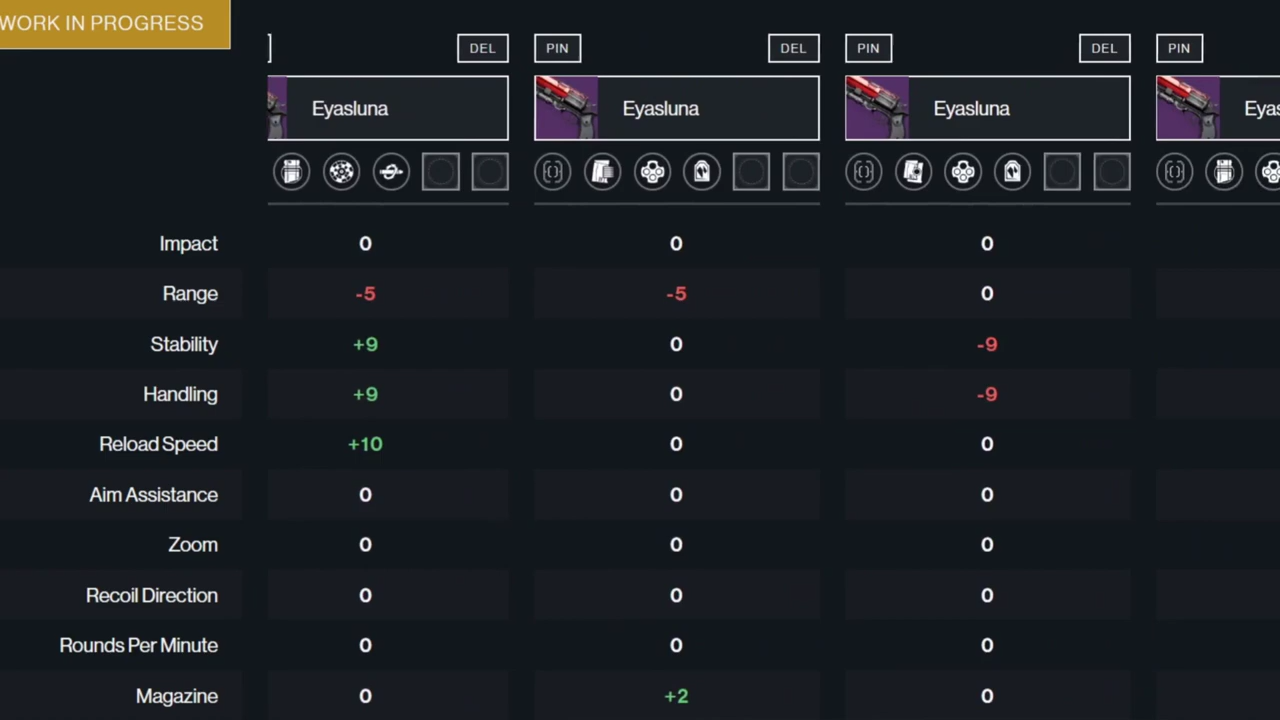 WORK IN PROGRESS
DEL PIN DEL PIN DEL PIN
Eyasluna Eyasluna Eyasluna Eyas
Impact 0 0 0
Range -5 -5 0
Stability +9 0 -9
Handling +9 0 -9
Reload Speed +10 0 0
Aim Assistance 0 0 0
Zoom 0 0 0
Recoil Direction 0 0 0
Rounds Per Minute 0 0 0
Magazine 0 +2 0